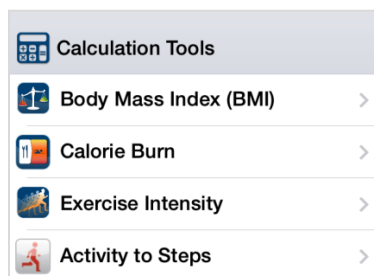 Calculation Tools
Body Mass Index (BMI)
Calorie Burn
Exercise Intensity
Activity to Steps